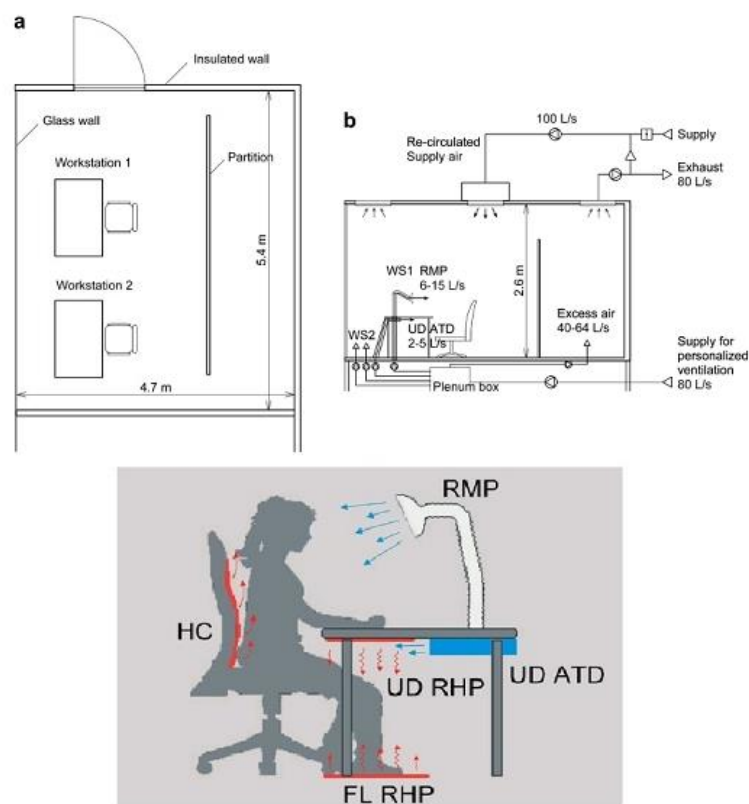 a
Insulated wall
Glass wall
Workstation 1
Partition
Workstation 2
5.4 m
4.7 m
b
100 L/s
Re-circulated
Supply air
Supply
Exhaust
80 L/s
2.6 m
WS1 RMP
6-15 L/s
WS2
UD ATD
2-5 L/s
Excess air
40-64 L/s
Plenum box
Supply for
personalized
ventilation
80 L/s
RMP
HC
UD RHP
UD ATD
FL RHP